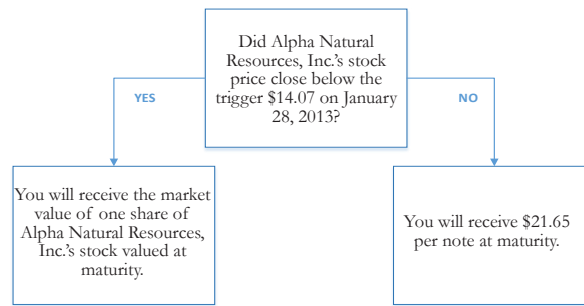 Did Alpha Natural
Resources, Inc.'s stock
price close below the
trigger $14.07 on January
28, 2013?
YES
NO
You will receive the market
value of one share of
Alpha Natural Resources,
Inc.'s stock valued at
maturity.
You will receive $21.65
per note at maturity.